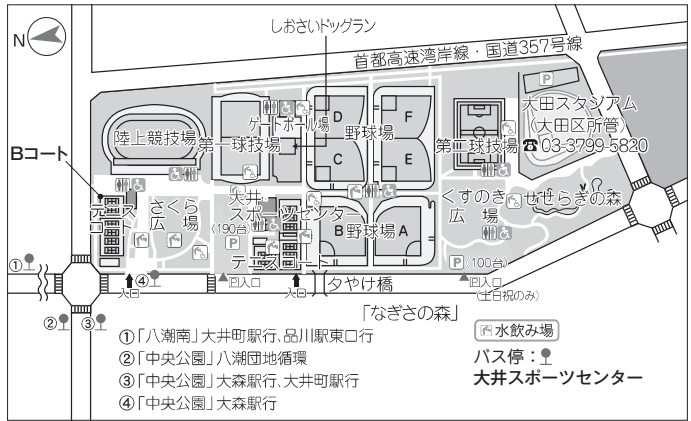 しおさいドッグラン
首都高速湾岸線・国道357号線
N
P
大田スタジアム
(大田区所管)
☎03-3799-5820
陸上競技場
第一球技場
ゲートボール場
D
F
野球場
C
E
第二球技場
Bコート
テニス
コート
さくら
広場
大井
スポーツセンター
(190台)
P
テニスコート
B
野球場
A
くすのき
広場
せせらぎの森
P(100台)
①
入口
④
P入口
入口
夕やけ橋
P入口
(土日祝のみ)
「なぎさの森」
②
③
①「八潮南」大井町駅行、品川駅東口行
②「中央公園」八潮団地循環
③「中央公園」大森駅行、大井町駅行
④「中央公園」大森駅行
水飲み場
バス停:
大井スポーツセンター